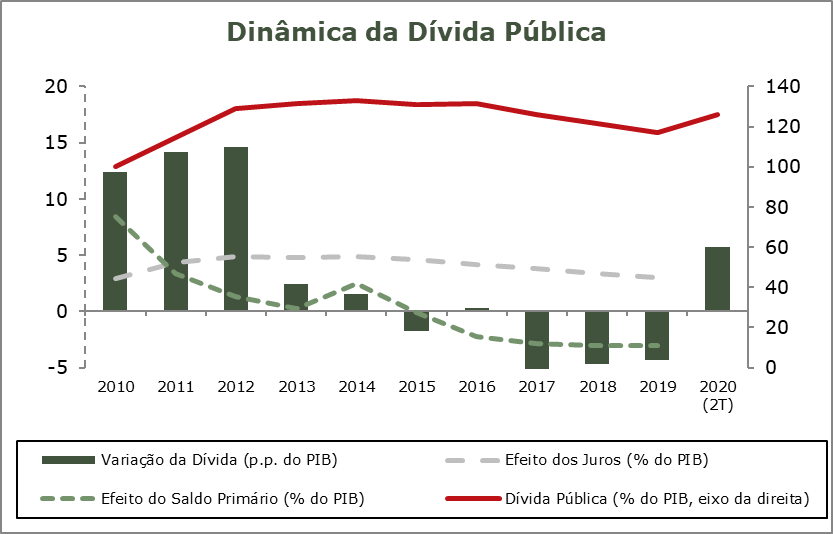 Dinâmica da Dívida Pública
20
15
10
5
0
-5
140
120
100
80
60
40
20
0
2010 2011 2012 2013 2014 2015 2016 2017 2018 2019 2020
(2T)
Variação da Dívida (p.p. do PIB)
Efeito dos Juros (% do PIB)
Efeito do Saldo Primário (% do PIB)
Dívida Pública (% do PIB, eixo da direita)